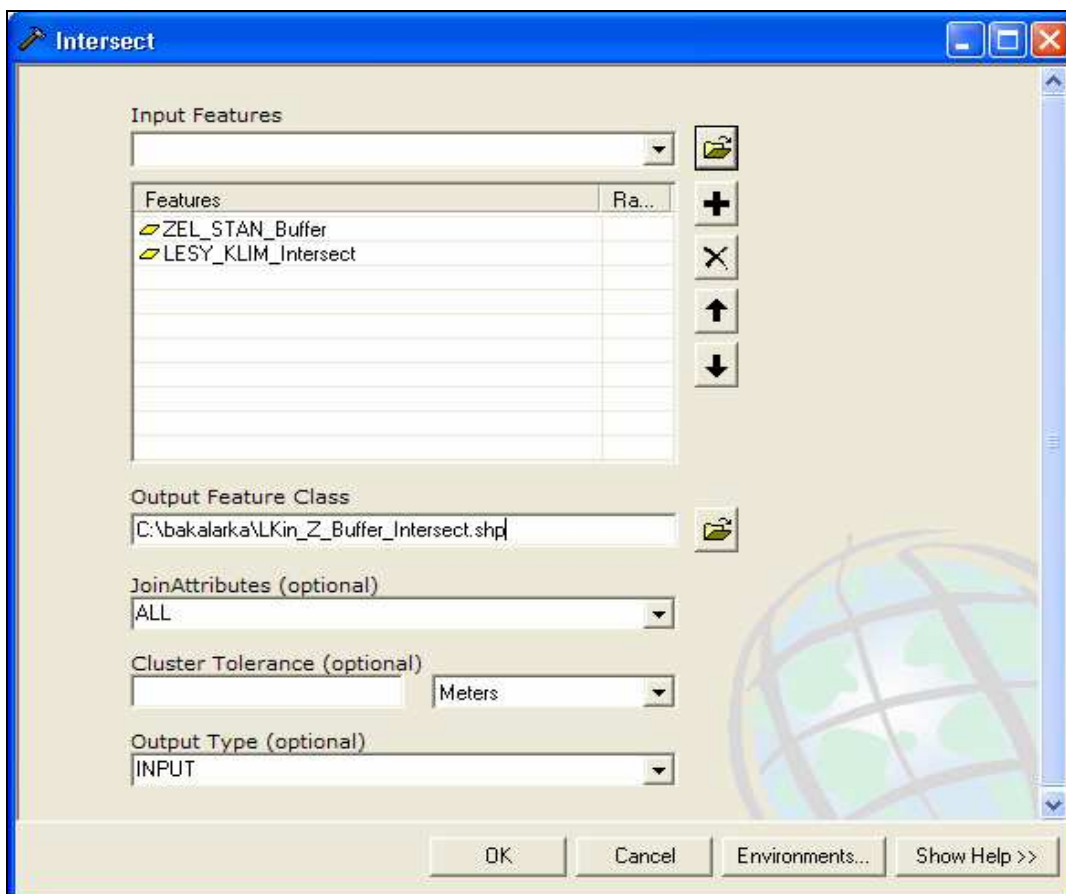 Intersect
Input Features
Features Ra...
ZEL_STAN_Buffer
LESY_KLIM_Intersect
Output Feature Class
C:\bakalarka\LKin_Z_Buffer_Intersect.shp
JoinAttributes (optional)
ALL
Cluster Tolerance (optional)
Meters
Output Type (optional)
INPUT
OK Cancel Environments... Show Help >>